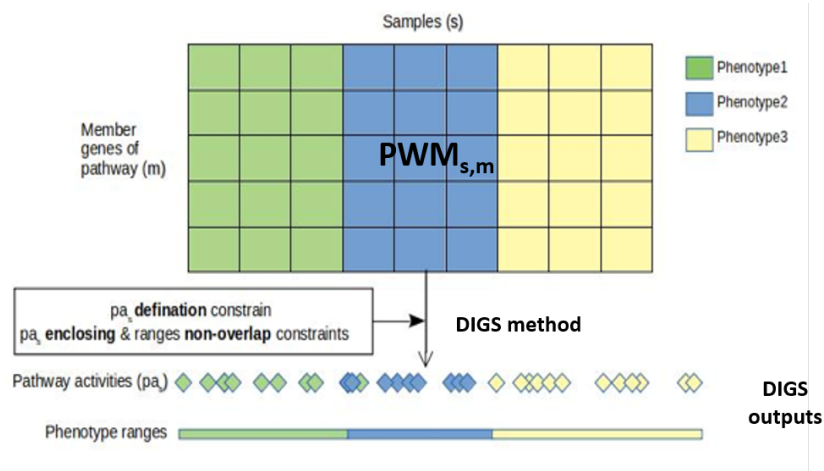 Samples (s)
Phenotype1
Phenotype2
Phenotype3
Member
genes of
pathway (m)
PWMs,m
pas defination constrain
pas enclosing & ranges non-overlap constraints
DIGS method
Pathway activities (pas)
DIGS
outputs
Phenotype ranges